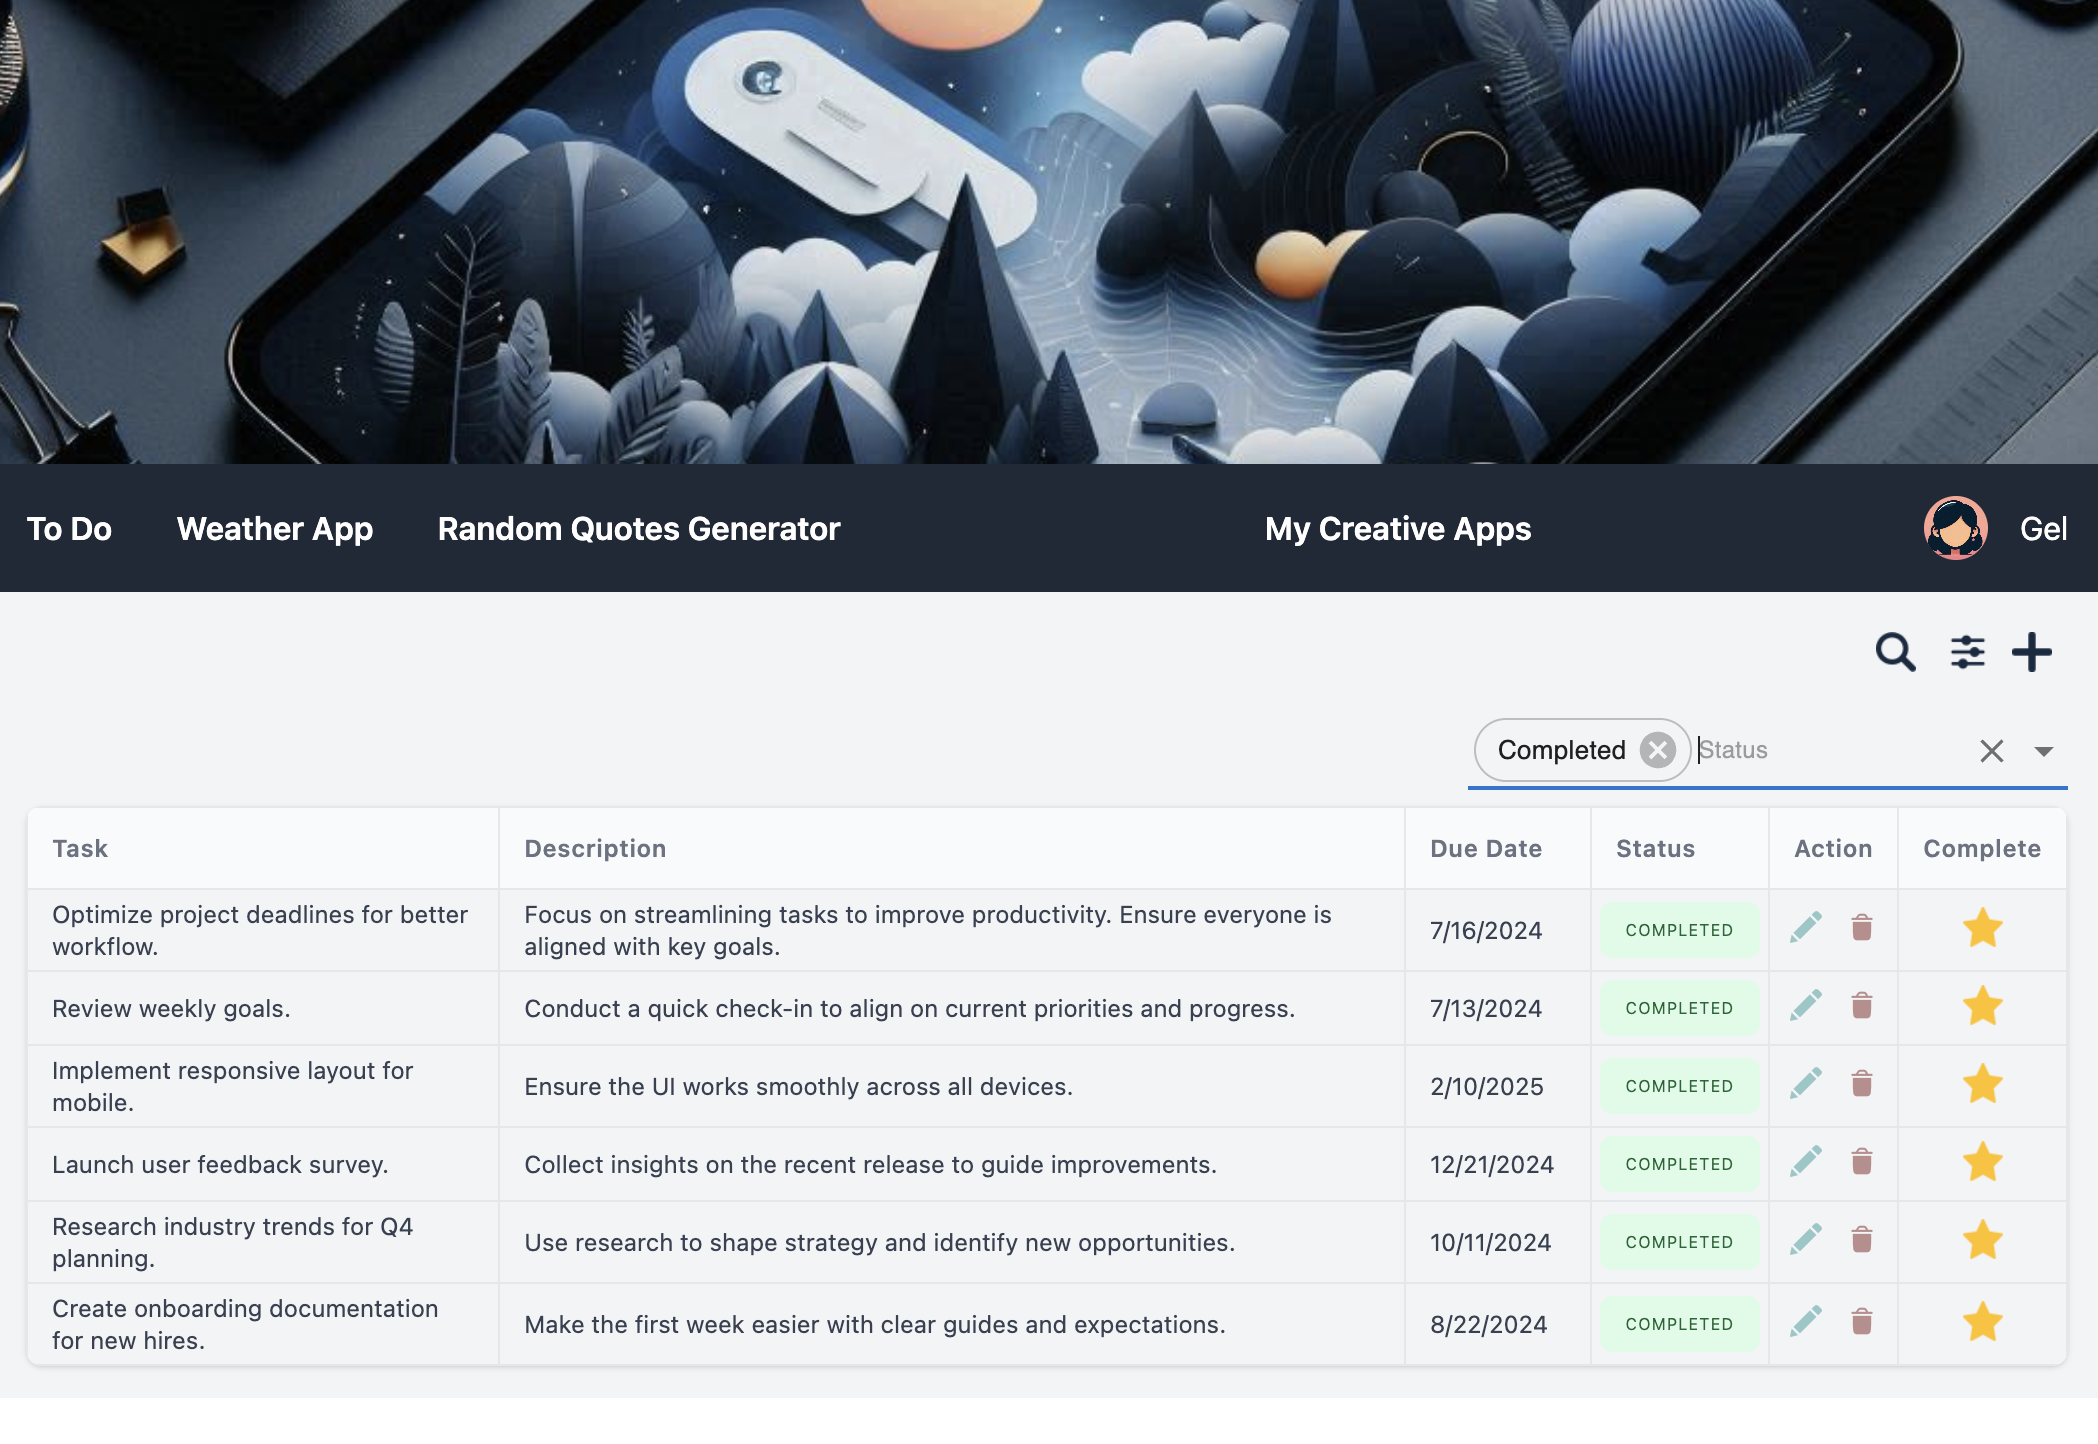 To Do Weather App Random Quotes Generator My Creative Apps Gel
Completed Status
Task Description Due Date Status Action Complete
Optimize project deadlines for better
workflow.
Focus on streamlining tasks to improve productivity. Ensure everyone is
aligned with key goals.
7/16/2024 COMPLETED
Review weekly goals. Conduct a quick check-in to align on current priorities and progress. 7/13/2024 COMPLETED
Implement responsive layout for
mobile.
Ensure the UI works smoothly across all devices. 2/10/2025 COMPLETED
Launch user feedback survey. Collect insights on the recent release to guide improvements. 12/21/2024 COMPLETED
Research industry trends for Q4
planning.
Use research to shape strategy and identify new opportunities. 10/11/2024 COMPLETED
Create onboarding documentation
for new hires.
Make the first week easier with clear guides and expectations. 8/22/2024 COMPLETED